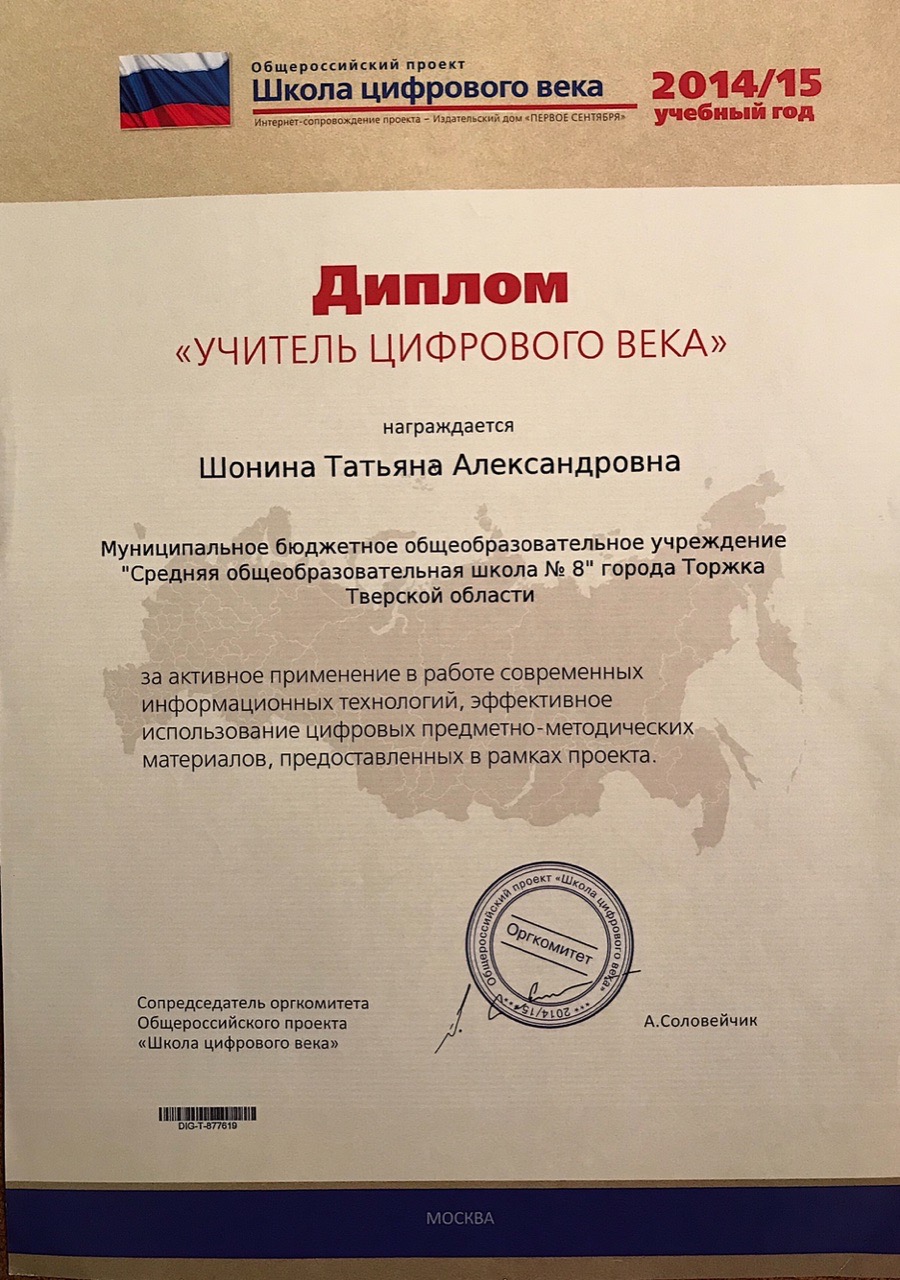 Общероссийский проект
Школа цифрового века
Интернет-сопровождение проекта – Издательский дом «ПЕРВОЕ СЕНТЯБРЯ»
2014/15
учебный год
Диплом
«УЧИТЕЛЬ ЦИФРОВОГО ВЕКА»
награждается
Шонина Татьяна Александровна
Муниципальное бюджетное общеобразовательное учреждение
"Средняя общеобразовательная школа № 8" города Торжка
Тверской области
за активное применение в работе современных
информационных технологий, эффективное
использование цифровых предметно-методических
материалов, предоставленных в рамках проекта.
Общероссийский проект «Школа цифрового века»
Оргкомитет
*** 2014/15 ***
Сопредседатель оргкомитета
Общероссийского проекта
«Школа цифрового века»
А.Соловейчик
DIG-T-877619
МОСКВА